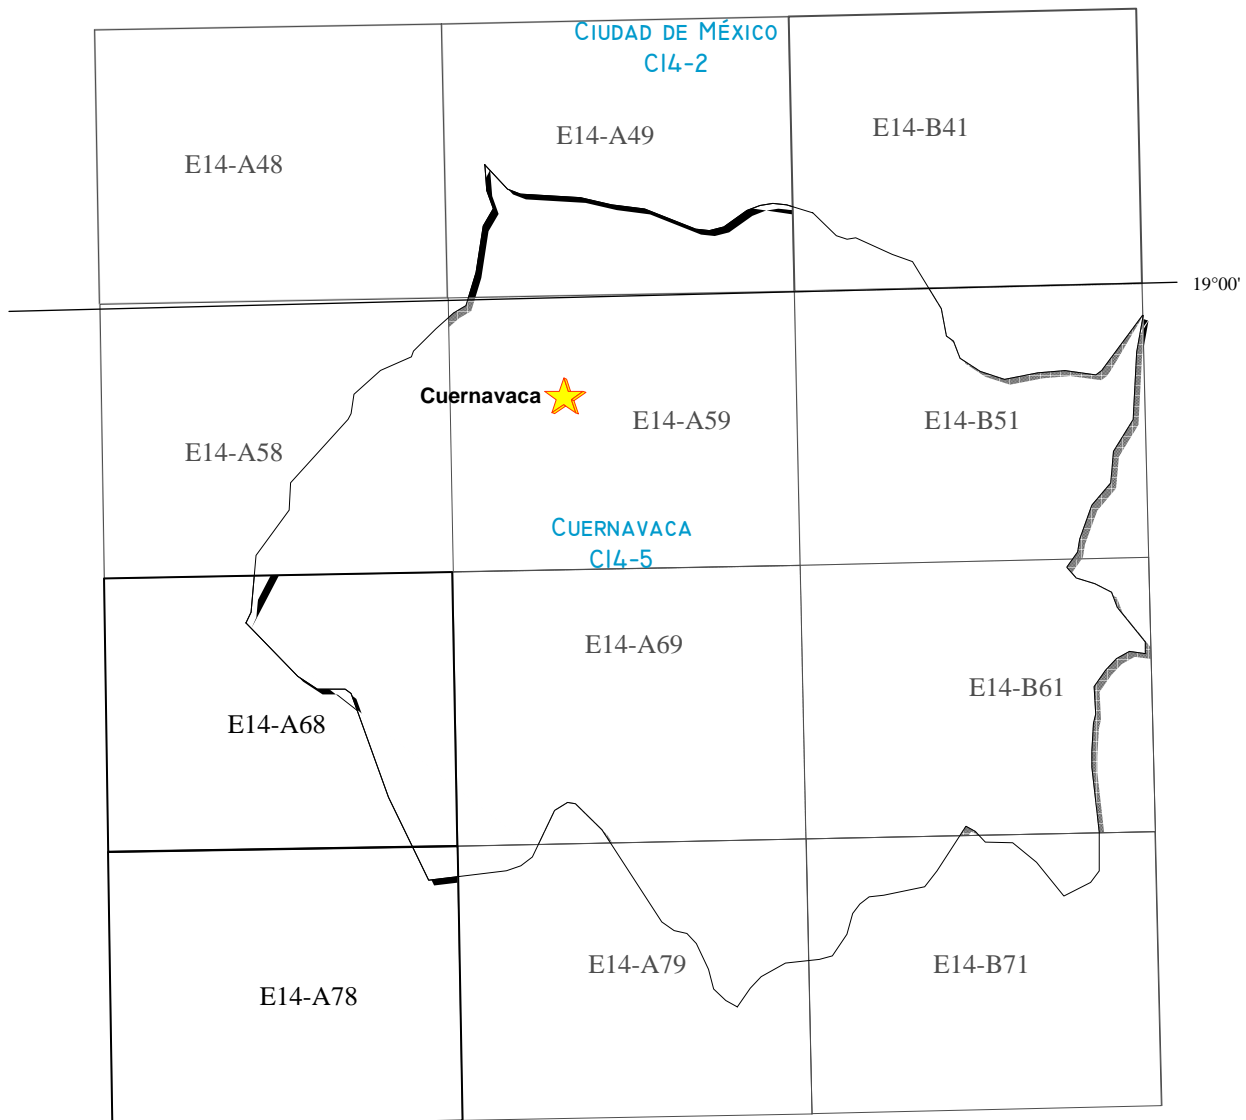 CIUDAD DE MÉXICO
C14-2
E14-B41
E14-A49
E14-A48
19°00'
Cuernavaca
E14-A59
E14-B51
E14-A58
CUERNAVACA
C14-5
E14-A69
E14-B61
E14-A68
E14-A79
E14-B71
E14-A78